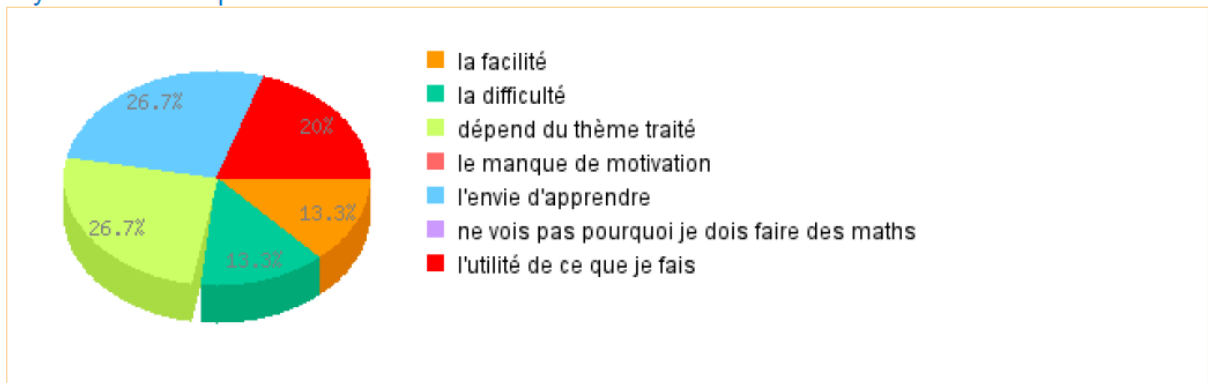 la facilité
la difficulté
dépend du thème traité
le manque de motivation
l'envie d'apprendre
ne vois pas pourquoi je dois faire des maths
l'utilité de ce que je fais
26.7%
20%
26.7%
13.3%
13.3%